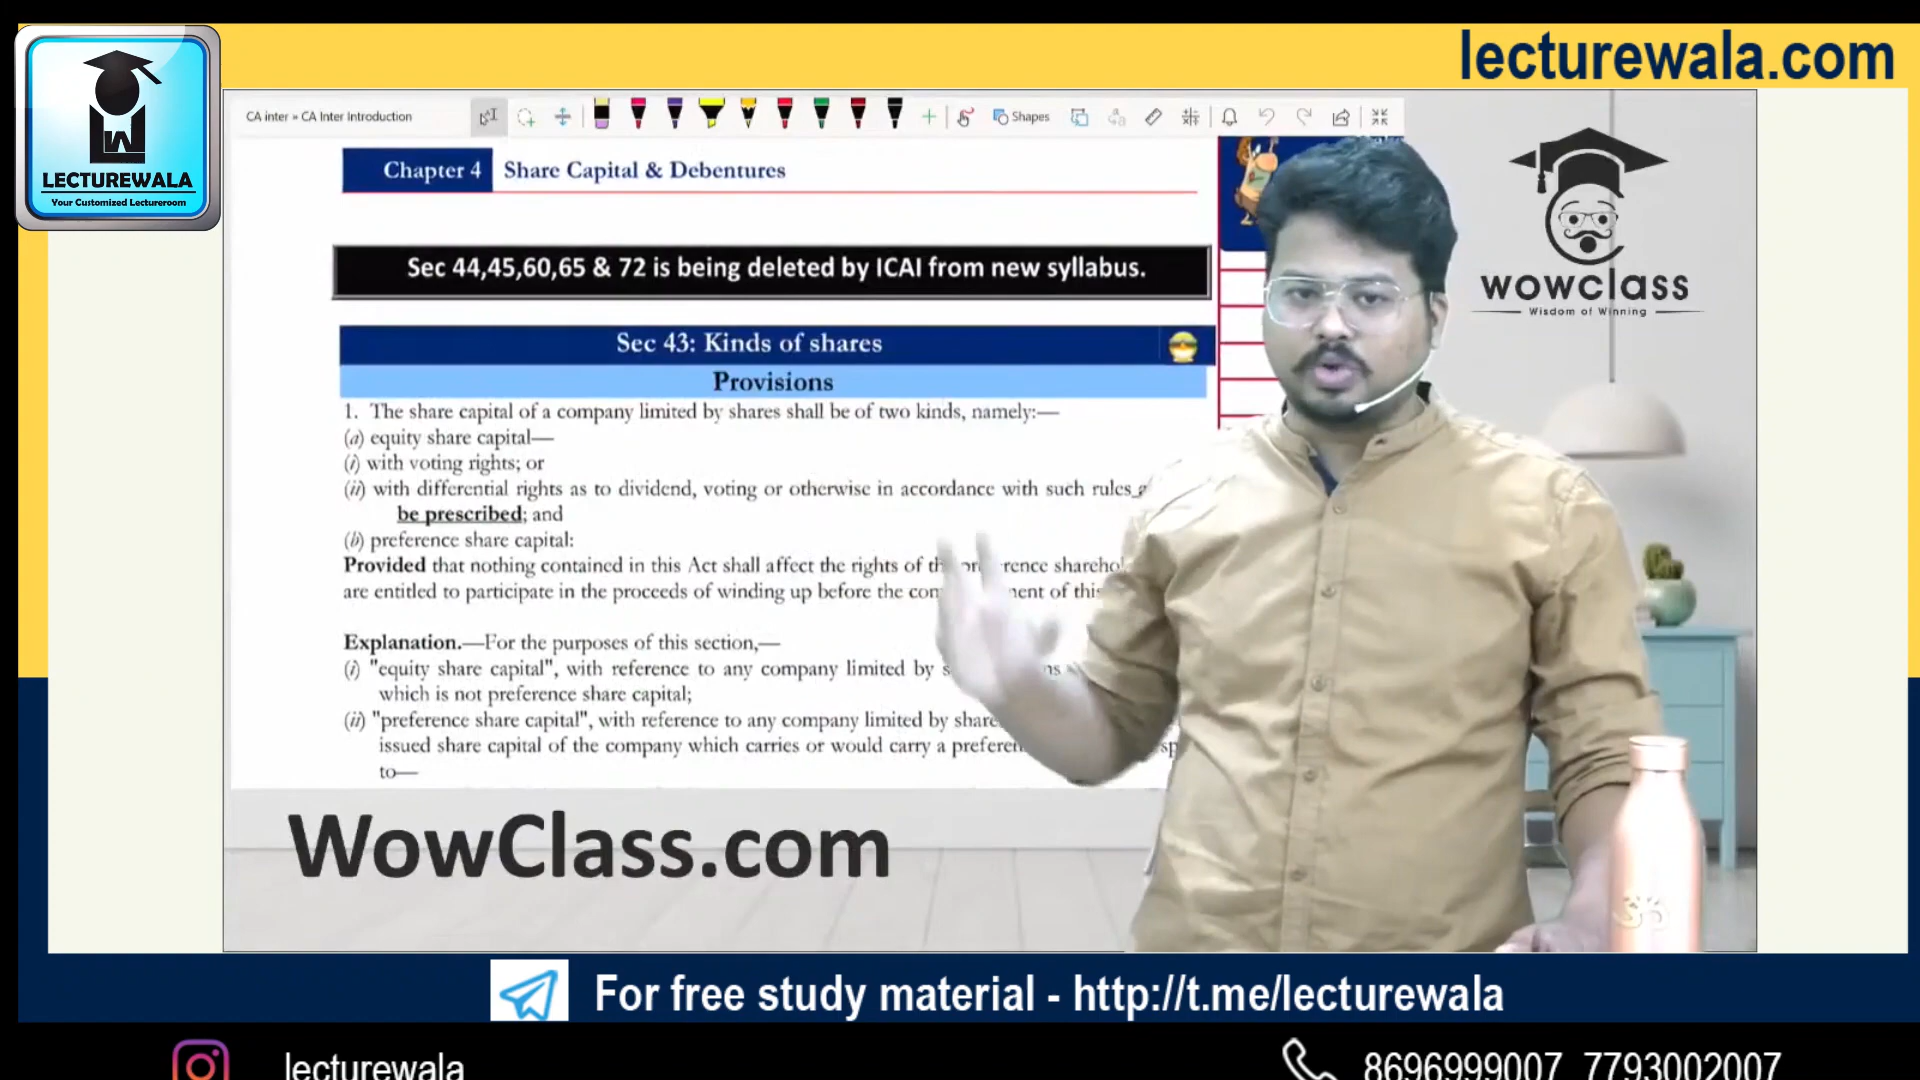 lecturewala.com
LW
LECTUREWALA
Your Customized Lectureroom
CA inter » CA Inter Introduction
Shapes
Chapter 4 Share Capital & Debentures
wowclass
Wisdom of Winning
Sec 44,45,60,65 & 72 is being deleted by ICAI from new syllabus.
Sec 43: Kinds of shares
Provisions
1. The share capital of a company limited by shares shall be of two kinds, namely:—
(a) equity share capital—
(i) with voting rights; or
(ii) with differential rights as to dividend, voting or otherwise in accordance with such rules
be prescribed; and
(b) preference share capital:
Provided that nothing contained in this Act shall affect the rights of
are entitled to participate in the proceeds of winding up before the of this
Explanation.—For the purposes of this section,—
(i) "equity share capital", with reference to any company limited by
which is not preference share capital;
(ii) "preference share capital", with reference to any company limited by
issued share capital of the company which carries or would carry a
to—
WowClass.com
For free study material - http://t.me/lecturewala
lecturewala
8696999007 7793002007